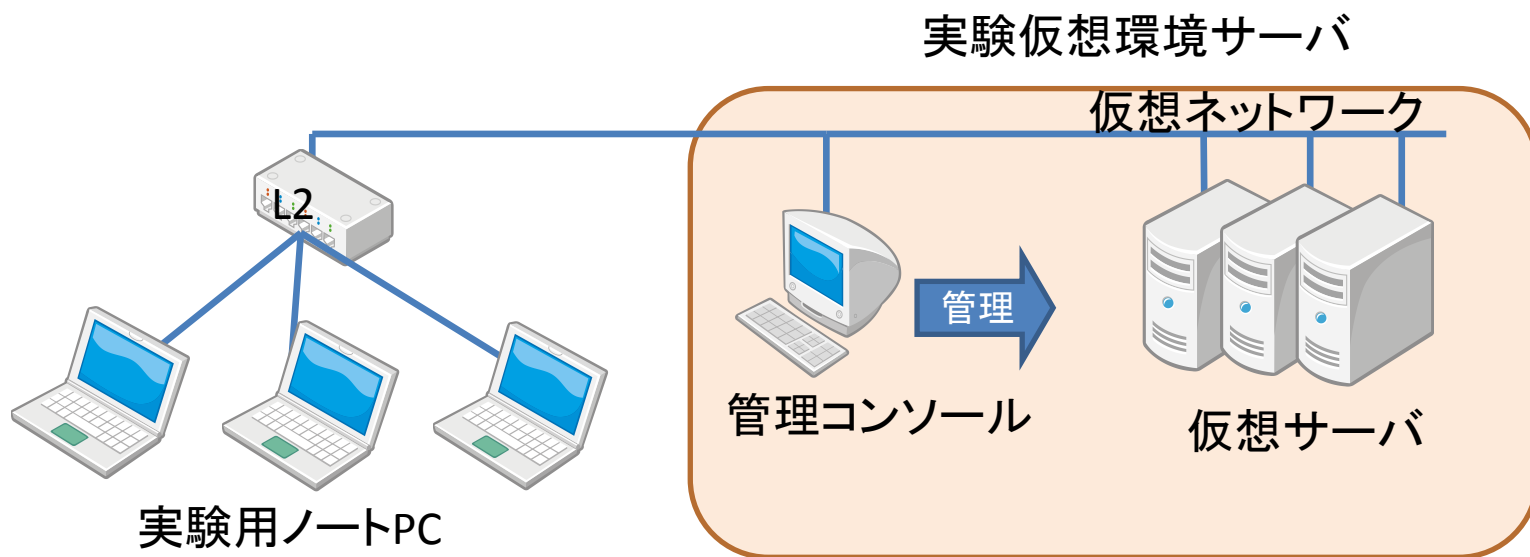 実験仮想環境サーバ
仮想ネットワーク
L2
管理
管理コンソール
仮想サーバ
実験用ノートPC